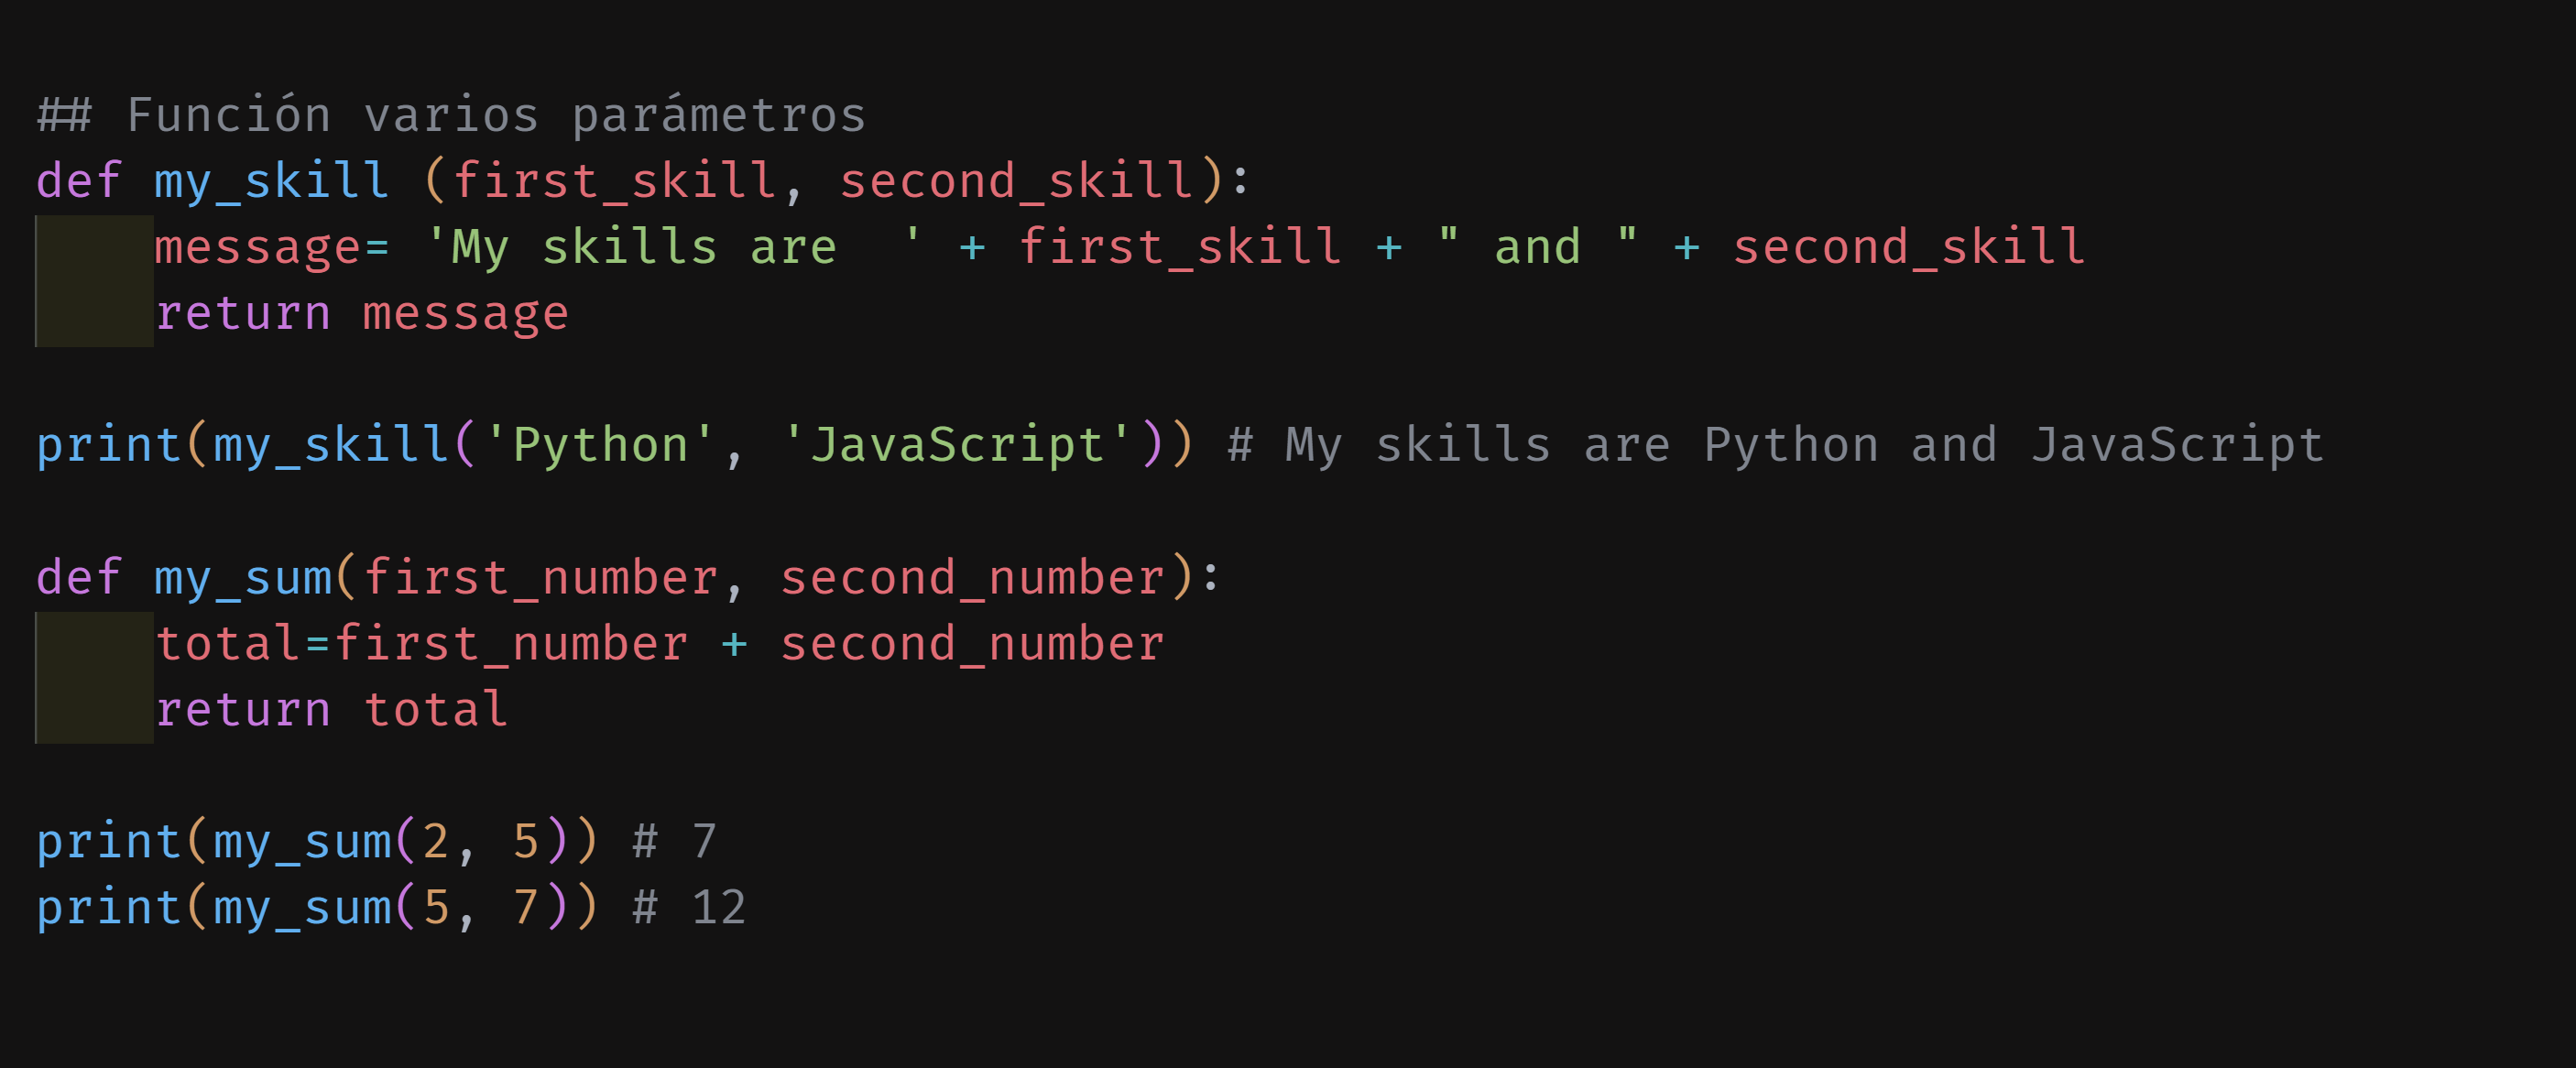 ## Función varios parámetros
def my_skill (first_skill, second_skill):
    message= 'My skills are  ' + first_skill + " and " + second_skill
    return message
print(my_skill('Python', 'JavaScript')) # My skills are Python and JavaScript
def my_sum(first_number, second_number):
    total=first_number + second_number
    return total
print(my_sum(2, 5)) # 7
print(my_sum(5, 7)) # 12